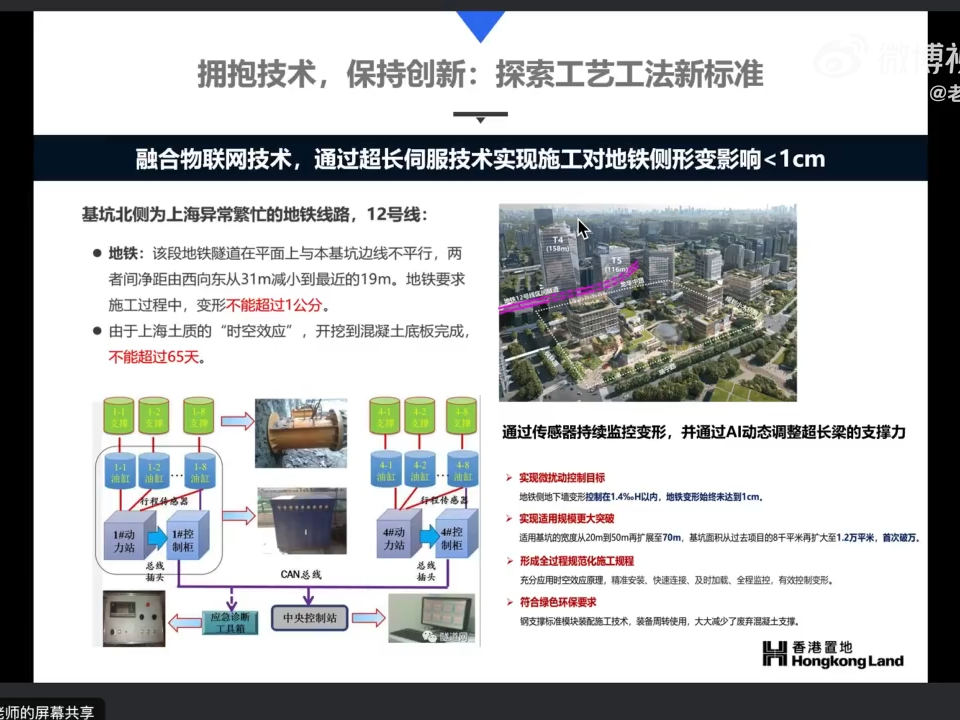 微博视
@老
拥抱技术，保持创新：探索工艺工法新标准
融合物联网技术，通过超长伺服技术实现施工对地铁侧形变影响<1cm
基坑北侧为上海异常繁忙的地铁线路，12号线：
● 地铁：该段地铁隧道在平面上与本基坑边线不平行，两
者间净距由西向东从31m减小到最近的19m。地铁要求
施工过程中，变形不能超过1公分。
● 由于上海土质的“时空效应”，开挖到混凝土底板完成，
不能超过65天。
T4
(158m)
T5
(116m)
地铁12号线区间隧道
1-1
支撑
1-2
支撑
1-8
支撑
4-1
支撑
4-2
支撑
4-8
支撑
1-1
油缸
1-2
油缸
...
1-8
油缸
4-1
油缸
4-2
油缸
...
4-8
油缸
行程传感器
行程传感器
1#动
力站
1#控
制柜
4#动
力站
4#控
制柜
总线
插头
CAN总线
总线
插头
应急诊断
工具箱
中央控制站
隧道网
通过传感器持续监控变形，并通过AI动态调整超长梁的支撑力
➢ 实现微扰动控制目标
地铁侧地下墙变形控制在1.4‰H以内，地铁变形始终未达到1cm。
➢ 实现适用规模更大突破
适用基坑的宽度从20m到50m再扩展至70m，基坑面积从过去项目的8千平米再扩大至1.2万平米，首次破万。
➢ 形成全过程规范化施工规程
充分应用时空效应原理，精准安装、快速连接、及时加载、全程监控，有效控制变形。
➢ 符合绿色环保要求
钢支撑标准模块装配施工技术，装备周转使用，大大减少了废弃混凝土支撑。
香港置地
Hongkong Land
老师的屏幕共享